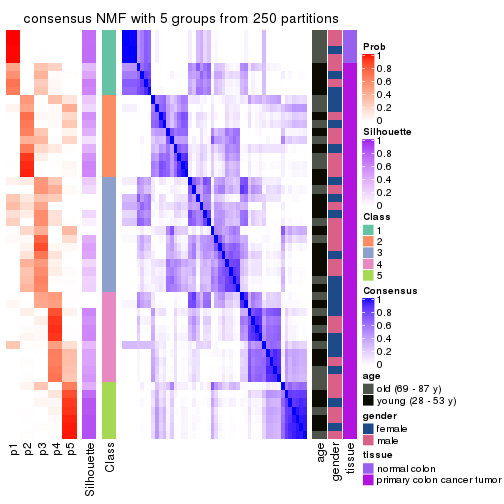 consensus NMF with 5 groups from 250 partitions
p1
p2
p3
p4
p5
Silhouette
Class
age
gender
tissue
Prob
1
0.8
0.6
0.4
0.2
0
Silhouette
1
0.8
0.6
0.4
0.2
0
Class
1
2
3
4
5
Consensus
1
0.8
0.6
0.4
0.2
0
age
old (69 - 87 y)
young (28 - 53 y)
gender
female
male
tissue
normal colon
primary colon cancer tumor